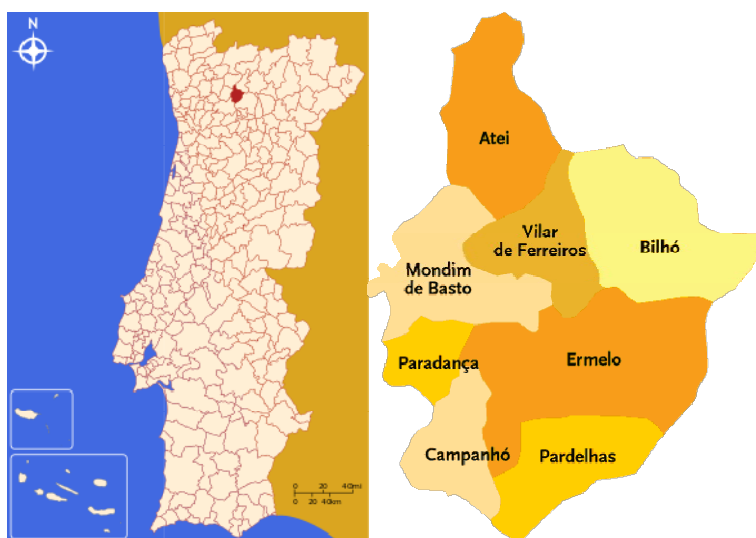 N
0 20 40mi
0 20 40km
Atei
Vilar
de Ferreiros
Bilhó
Mondim
de Basto
Paradança
Ermelo
Campanhó
Pardelhas